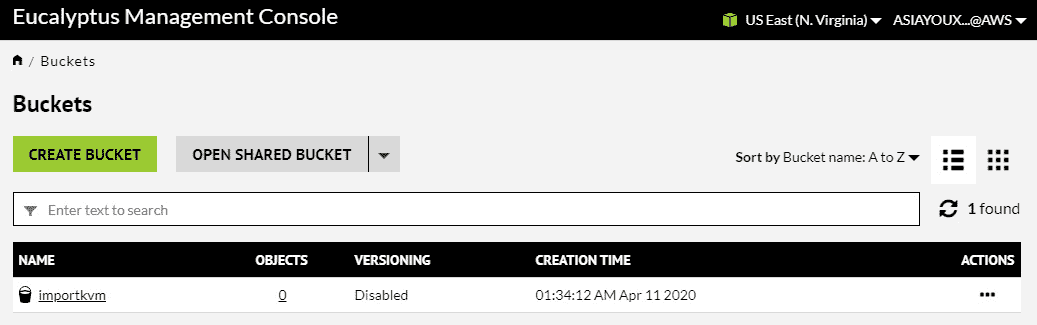 Eucalyptus Management Console
US East (N. Virginia) ASIAYOUX...@AWS
/ Buckets
Buckets
CREATE BUCKET OPEN SHARED BUCKET Sort by Bucket name: A to Z
Enter text to search 1 found
NAME OBJECTS VERSIONING CREATION TIME ACTIONS
importkvm 0 Disabled 01:34:12 AM Apr 11 2020